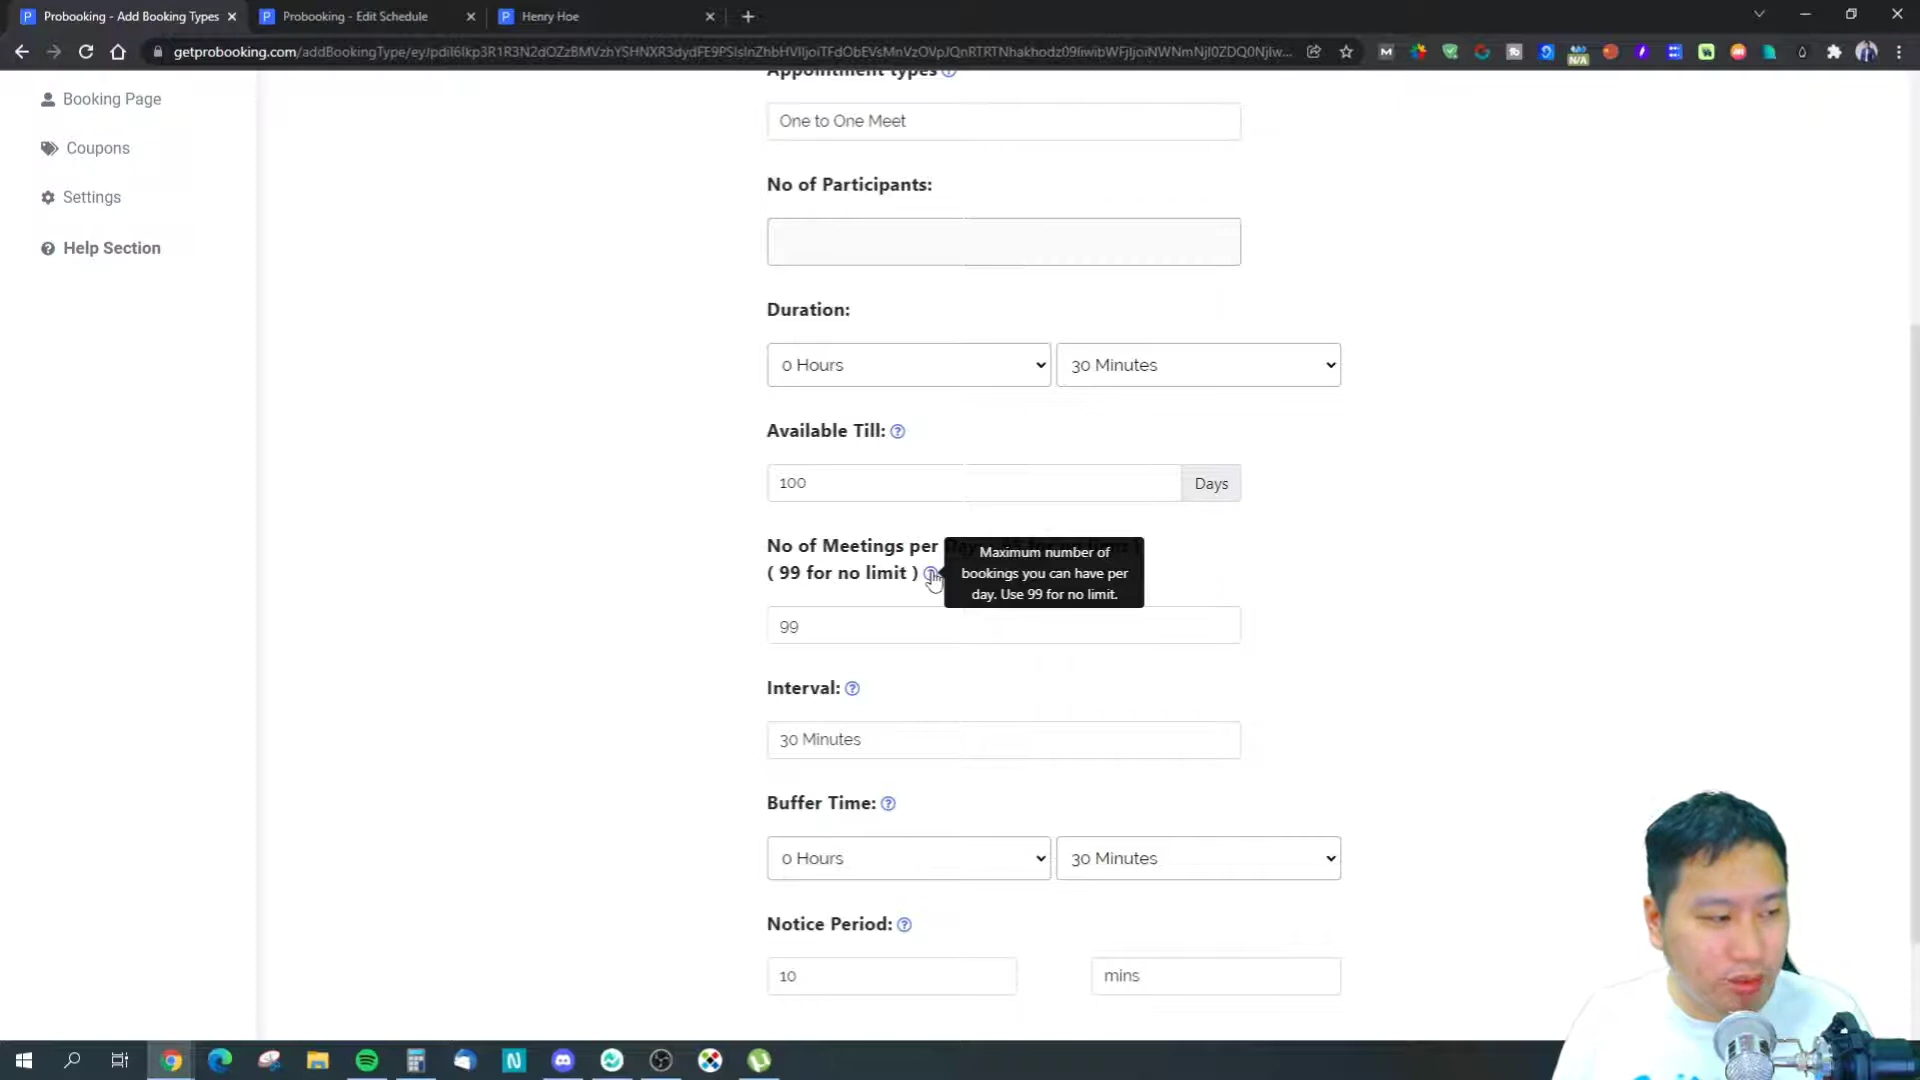 Probooking - Add Booking Types
Probooking - Edit Schedule
Henry Hoe
Appointment types
Booking Page
Coupons
Settings
Help Section
One to One Meet
No of Participants:
Duration:
0 Hours
30 Minutes
Available Till:
100
Days
No of Meetings per
( 99 for no limit )
Maximum number of
bookings you can have per
day. Use 99 for no limit.
99
Interval:
30 Minutes
Buffer Time:
0 Hours
30 Minutes
Notice Period:
10
mins